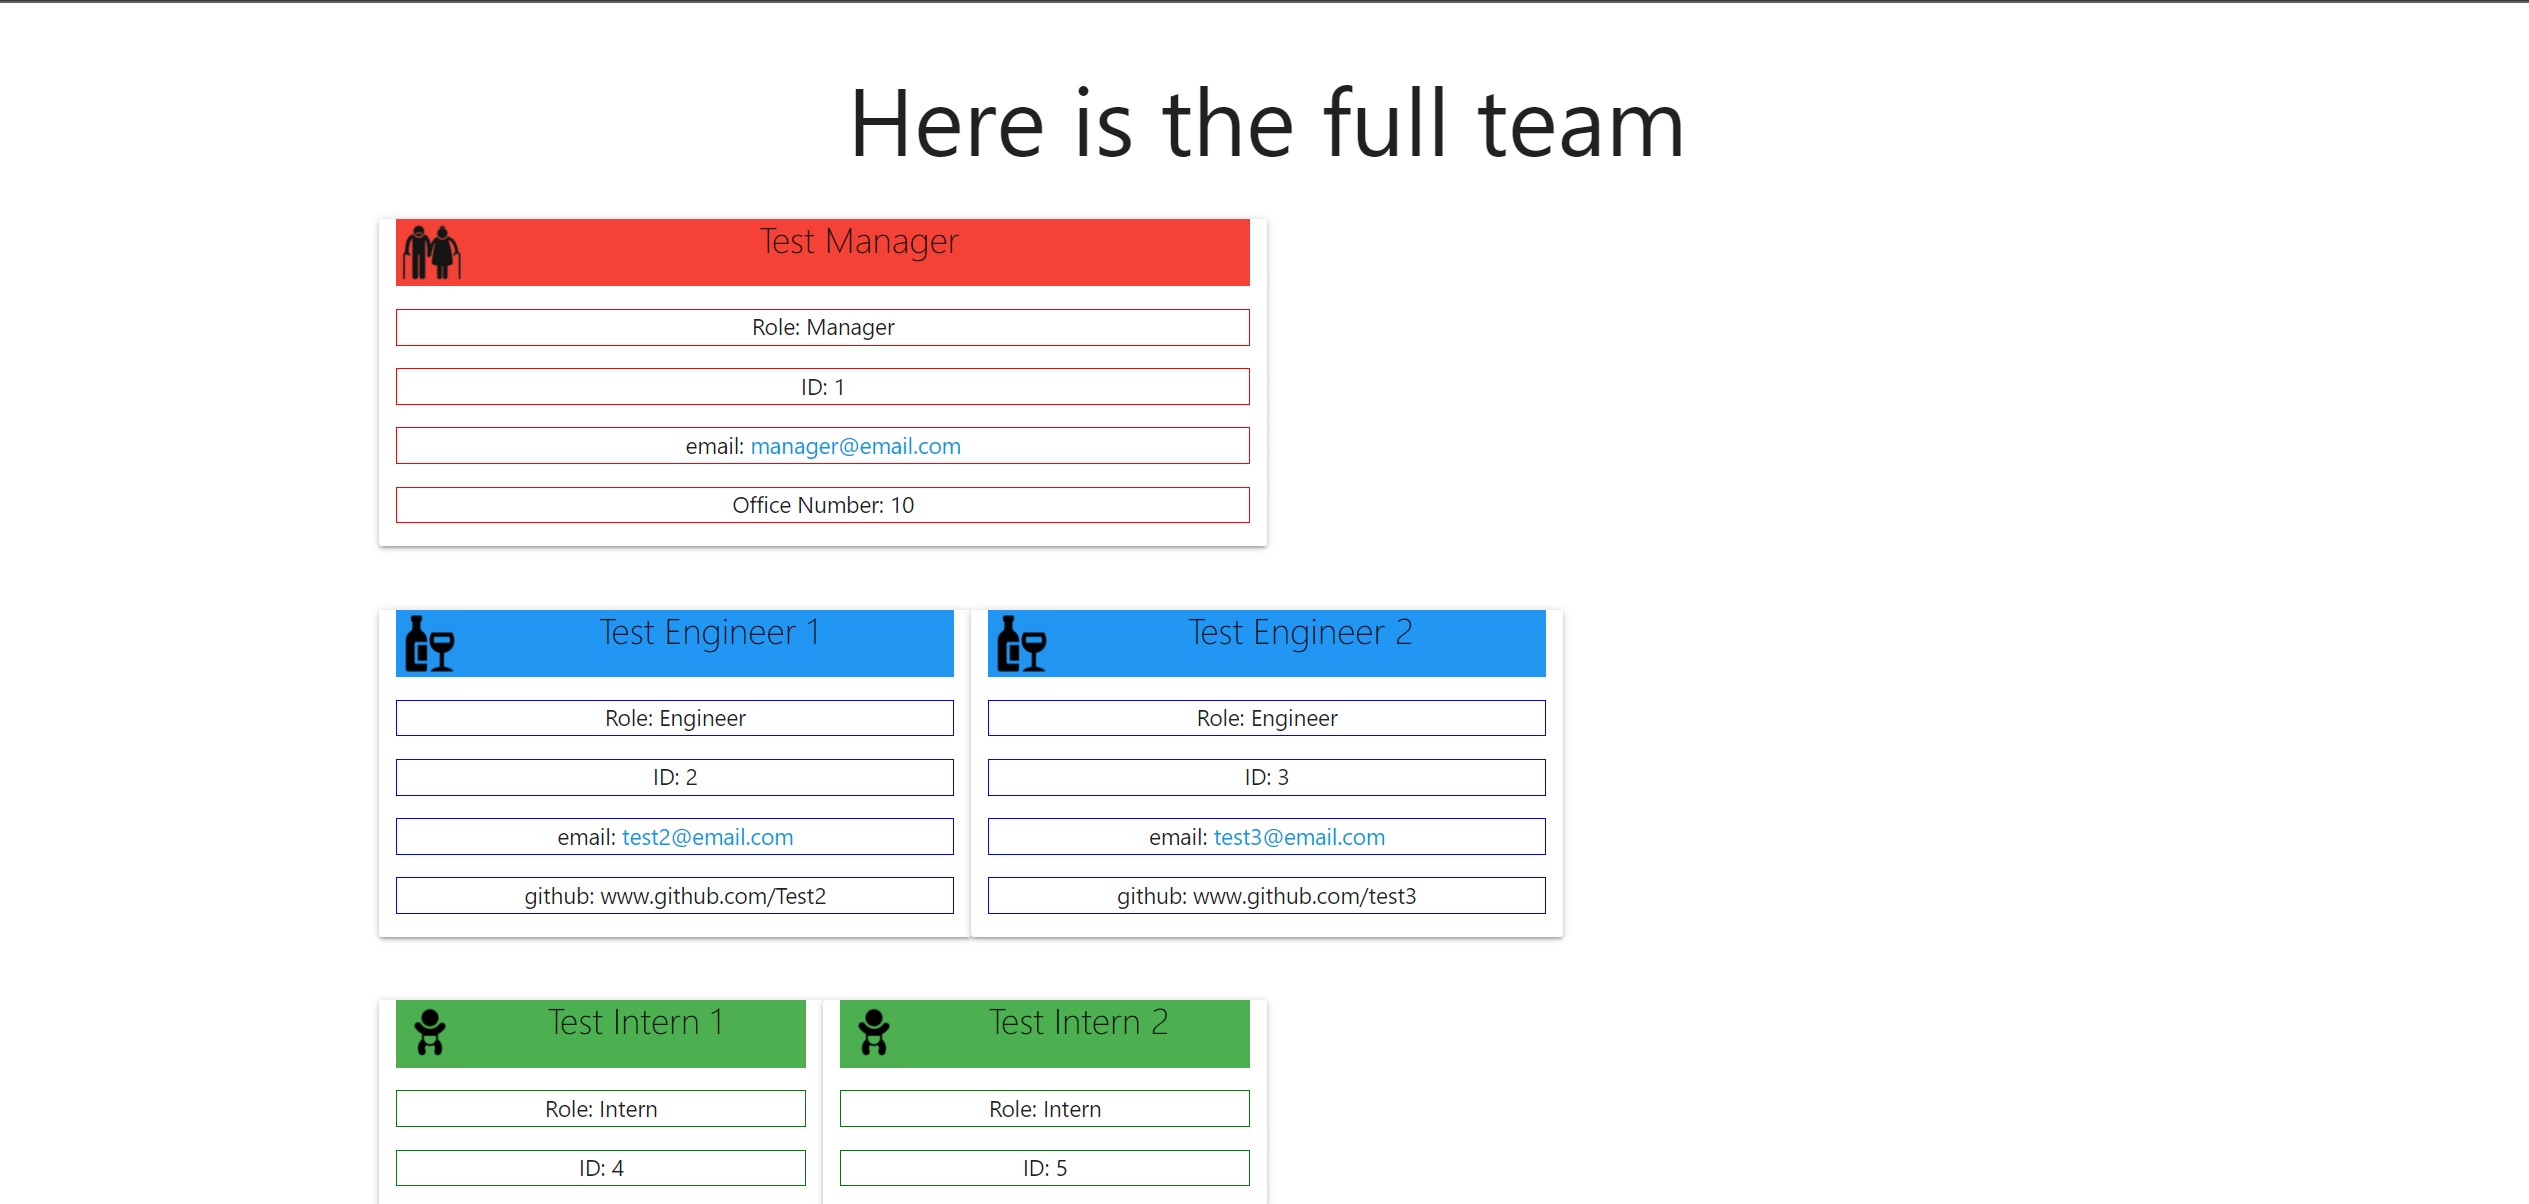 Here is the full team
Test Manager
Role: Manager
ID: 1
email: manager@email.com
Office Number: 10
Test Engineer 1
Role: Engineer
ID: 2
email: test2@email.com
github: www.github.com/Test2
Test Engineer 2
Role: Engineer
ID: 3
email: test3@email.com
github: www.github.com/test3
Test Intern 1
Role: Intern
ID: 4
Test Intern 2
Role: Intern
ID: 5